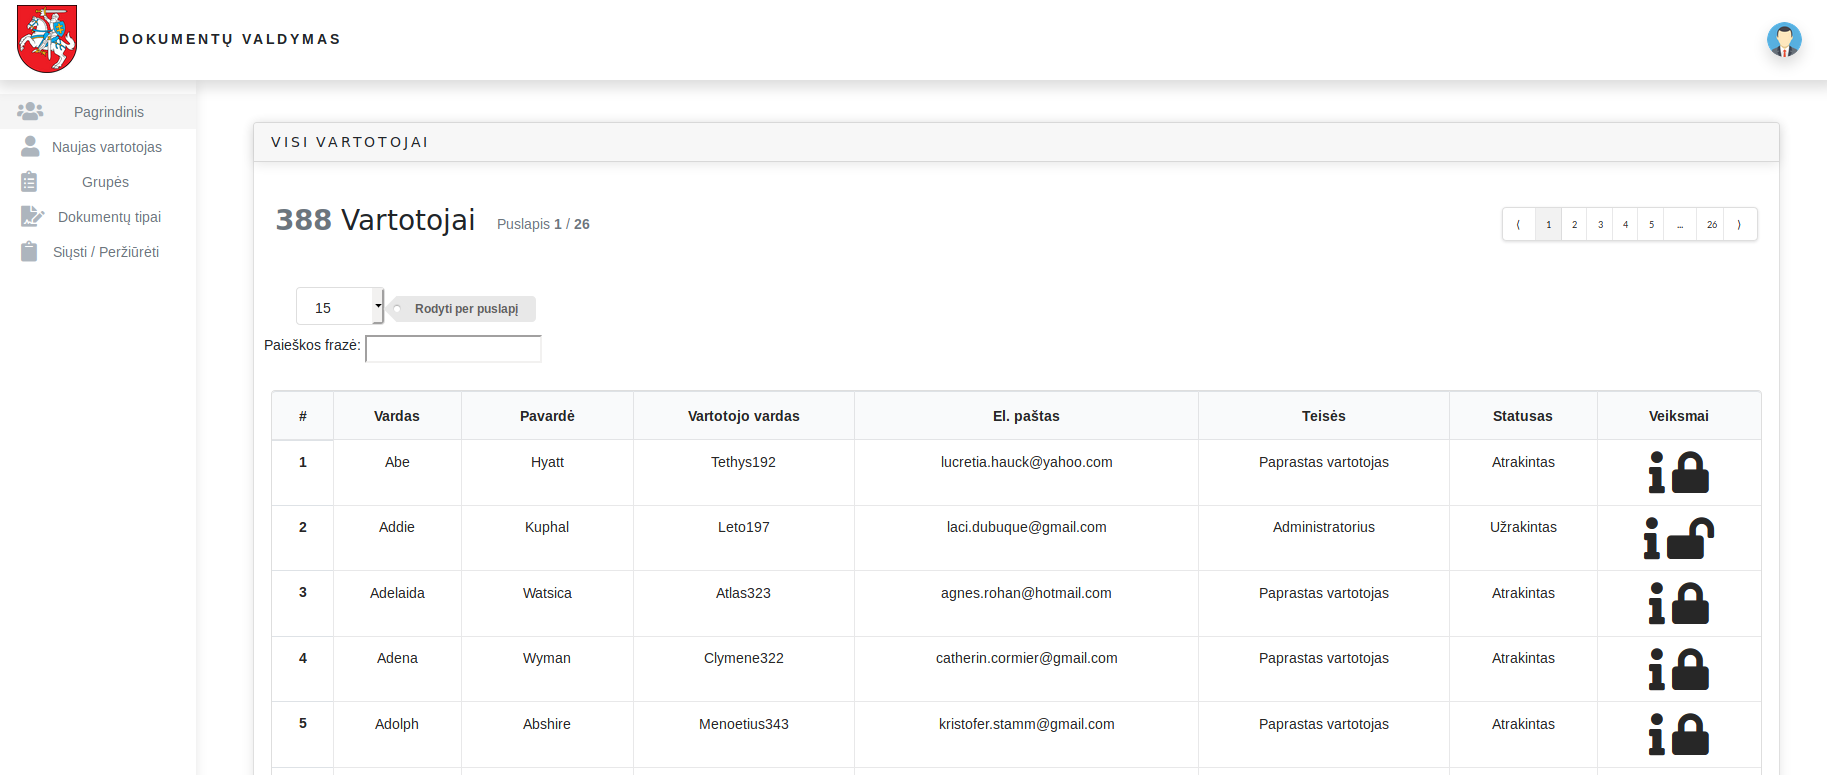 DOKUMENTŲ VALDYMAS
Pagrindinis
Naujas vartotojas
Grupės
Dokumentų tipai
Siųsti / Peržiūrėti
VISI VARTOTOJAI
388 Vartotojai Puslapis 1 / 26
⟨ 1 2 3 4 5 ... 26 ⟩
15 Rodyti per puslapį
Paieškos frazė:
# Vardas Pavardė Vartotojo vardas El. paštas Teisės Statusas Veiksmai
1 Abe Hyatt Tethys192 lucretia.hauck@yahoo.com Paprastas vartotojas Atrakintas
2 Addie Kuphal Leto197 laci.dubuque@gmail.com Administratorius Užrakintas
3 Adelaida Watsica Atlas323 agnes.rohan@hotmail.com Paprastas vartotojas Atrakintas
4 Adena Wyman Clymene322 catherin.cormier@gmail.com Paprastas vartotojas Atrakintas
5 Adolph Abshire Menoetius343 kristofer.stamm@gmail.com Paprastas vartotojas Atrakintas